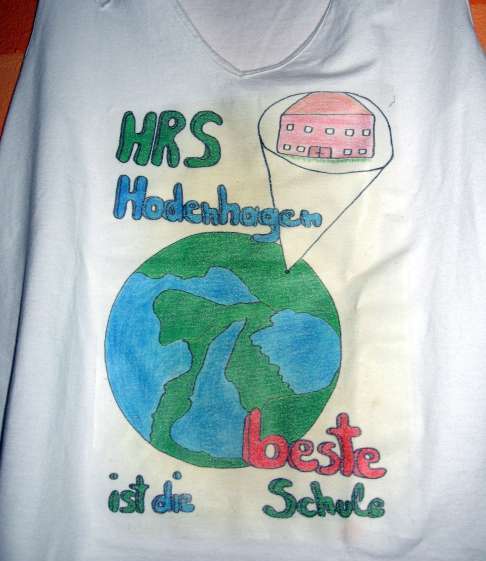 HRS
Hodenhagen
beste
ist die Schule